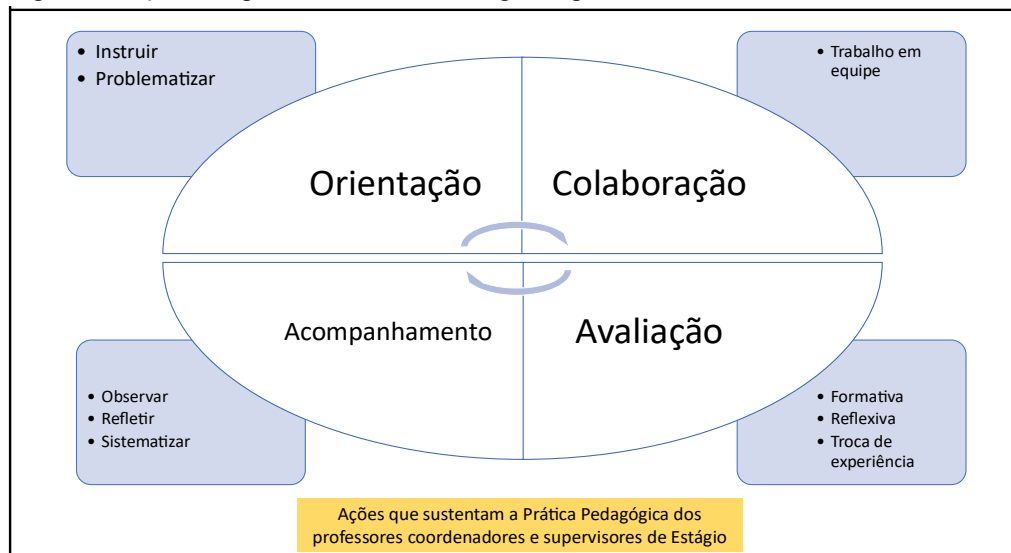 • Instruir
• Problematizar
• Trabalho em
equipe
Orientação
Colaboração
Acompanhamento
Avaliação
• Observar
• Refletir
• Sistematizar
• Formativa
• Reflexiva
• Troca de
experiência
Ações que sustentam a Prática Pedagógica dos
professores coordenadores e supervisores de Estágio